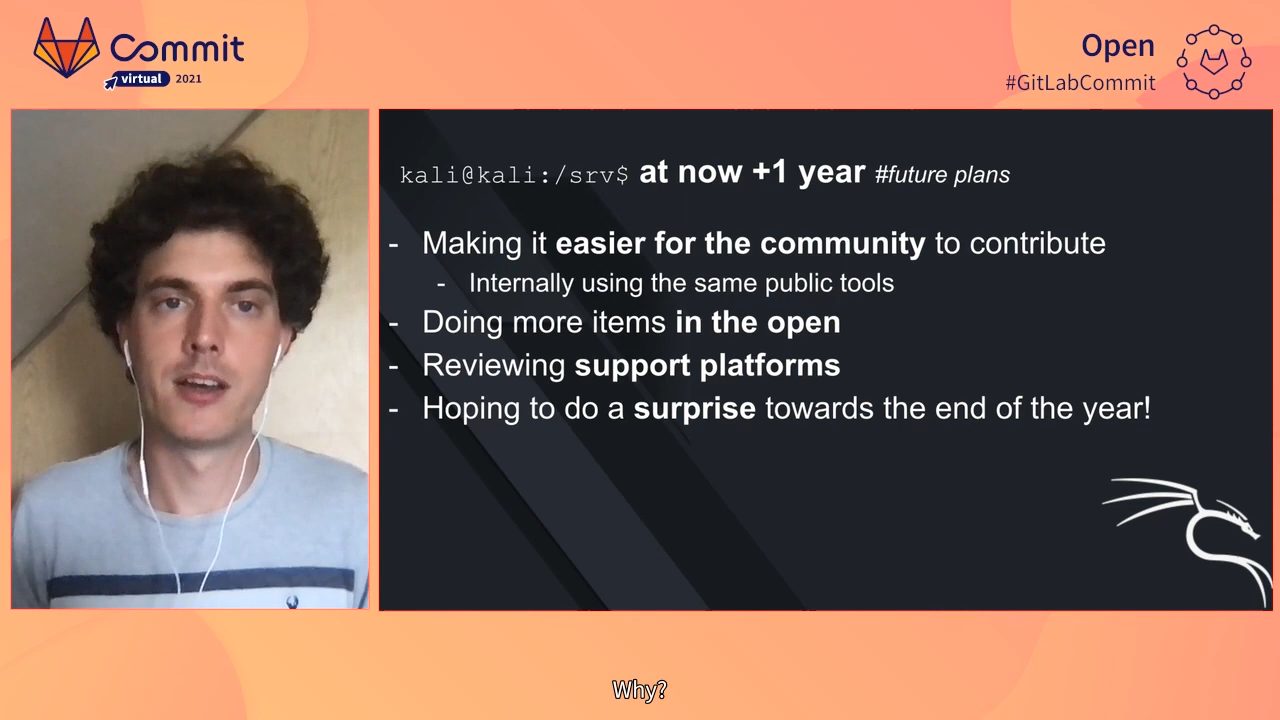 Commit
virtual 2021
Open
#GitLabCommit
kali@kali:/srv$ at now +1 year #future plans
- Making it easier for the community to contribute
- Internally using the same public tools
- Doing more items in the open
- Reviewing support platforms
- Hoping to do a surprise towards the end of the year!
Why?